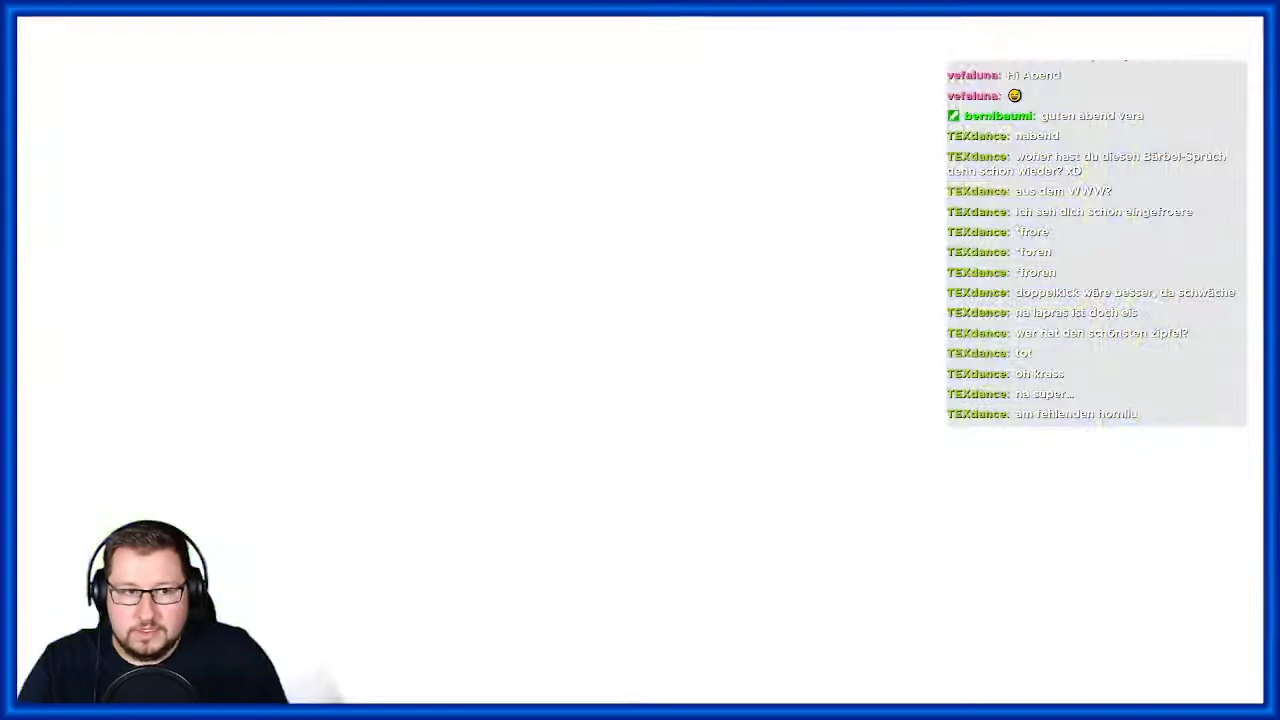 vefaluna: Hi Abend
vefaluna: 😅
bernibaumi: guten abend vera
TEXdance: nabend
TEXdance: woher hast du diesen Bärbel-Spruch
denn schon wieder? xD
TEXdance: aus dem WWW?
TEXdance: ich seh dich schon eingefroere
TEXdance: *frore
TEXdance: *foren
TEXdance: *froren
TEXdance: doppelkick wäre besser, da schwäche
TEXdance: na lapras ist doch eis
TEXdance: wer hat den schönsten zipfel?
TEXdance: tot
TEXdance: oh krass
TEXdance: na super...
TEXdance: am fehlenden hornliu